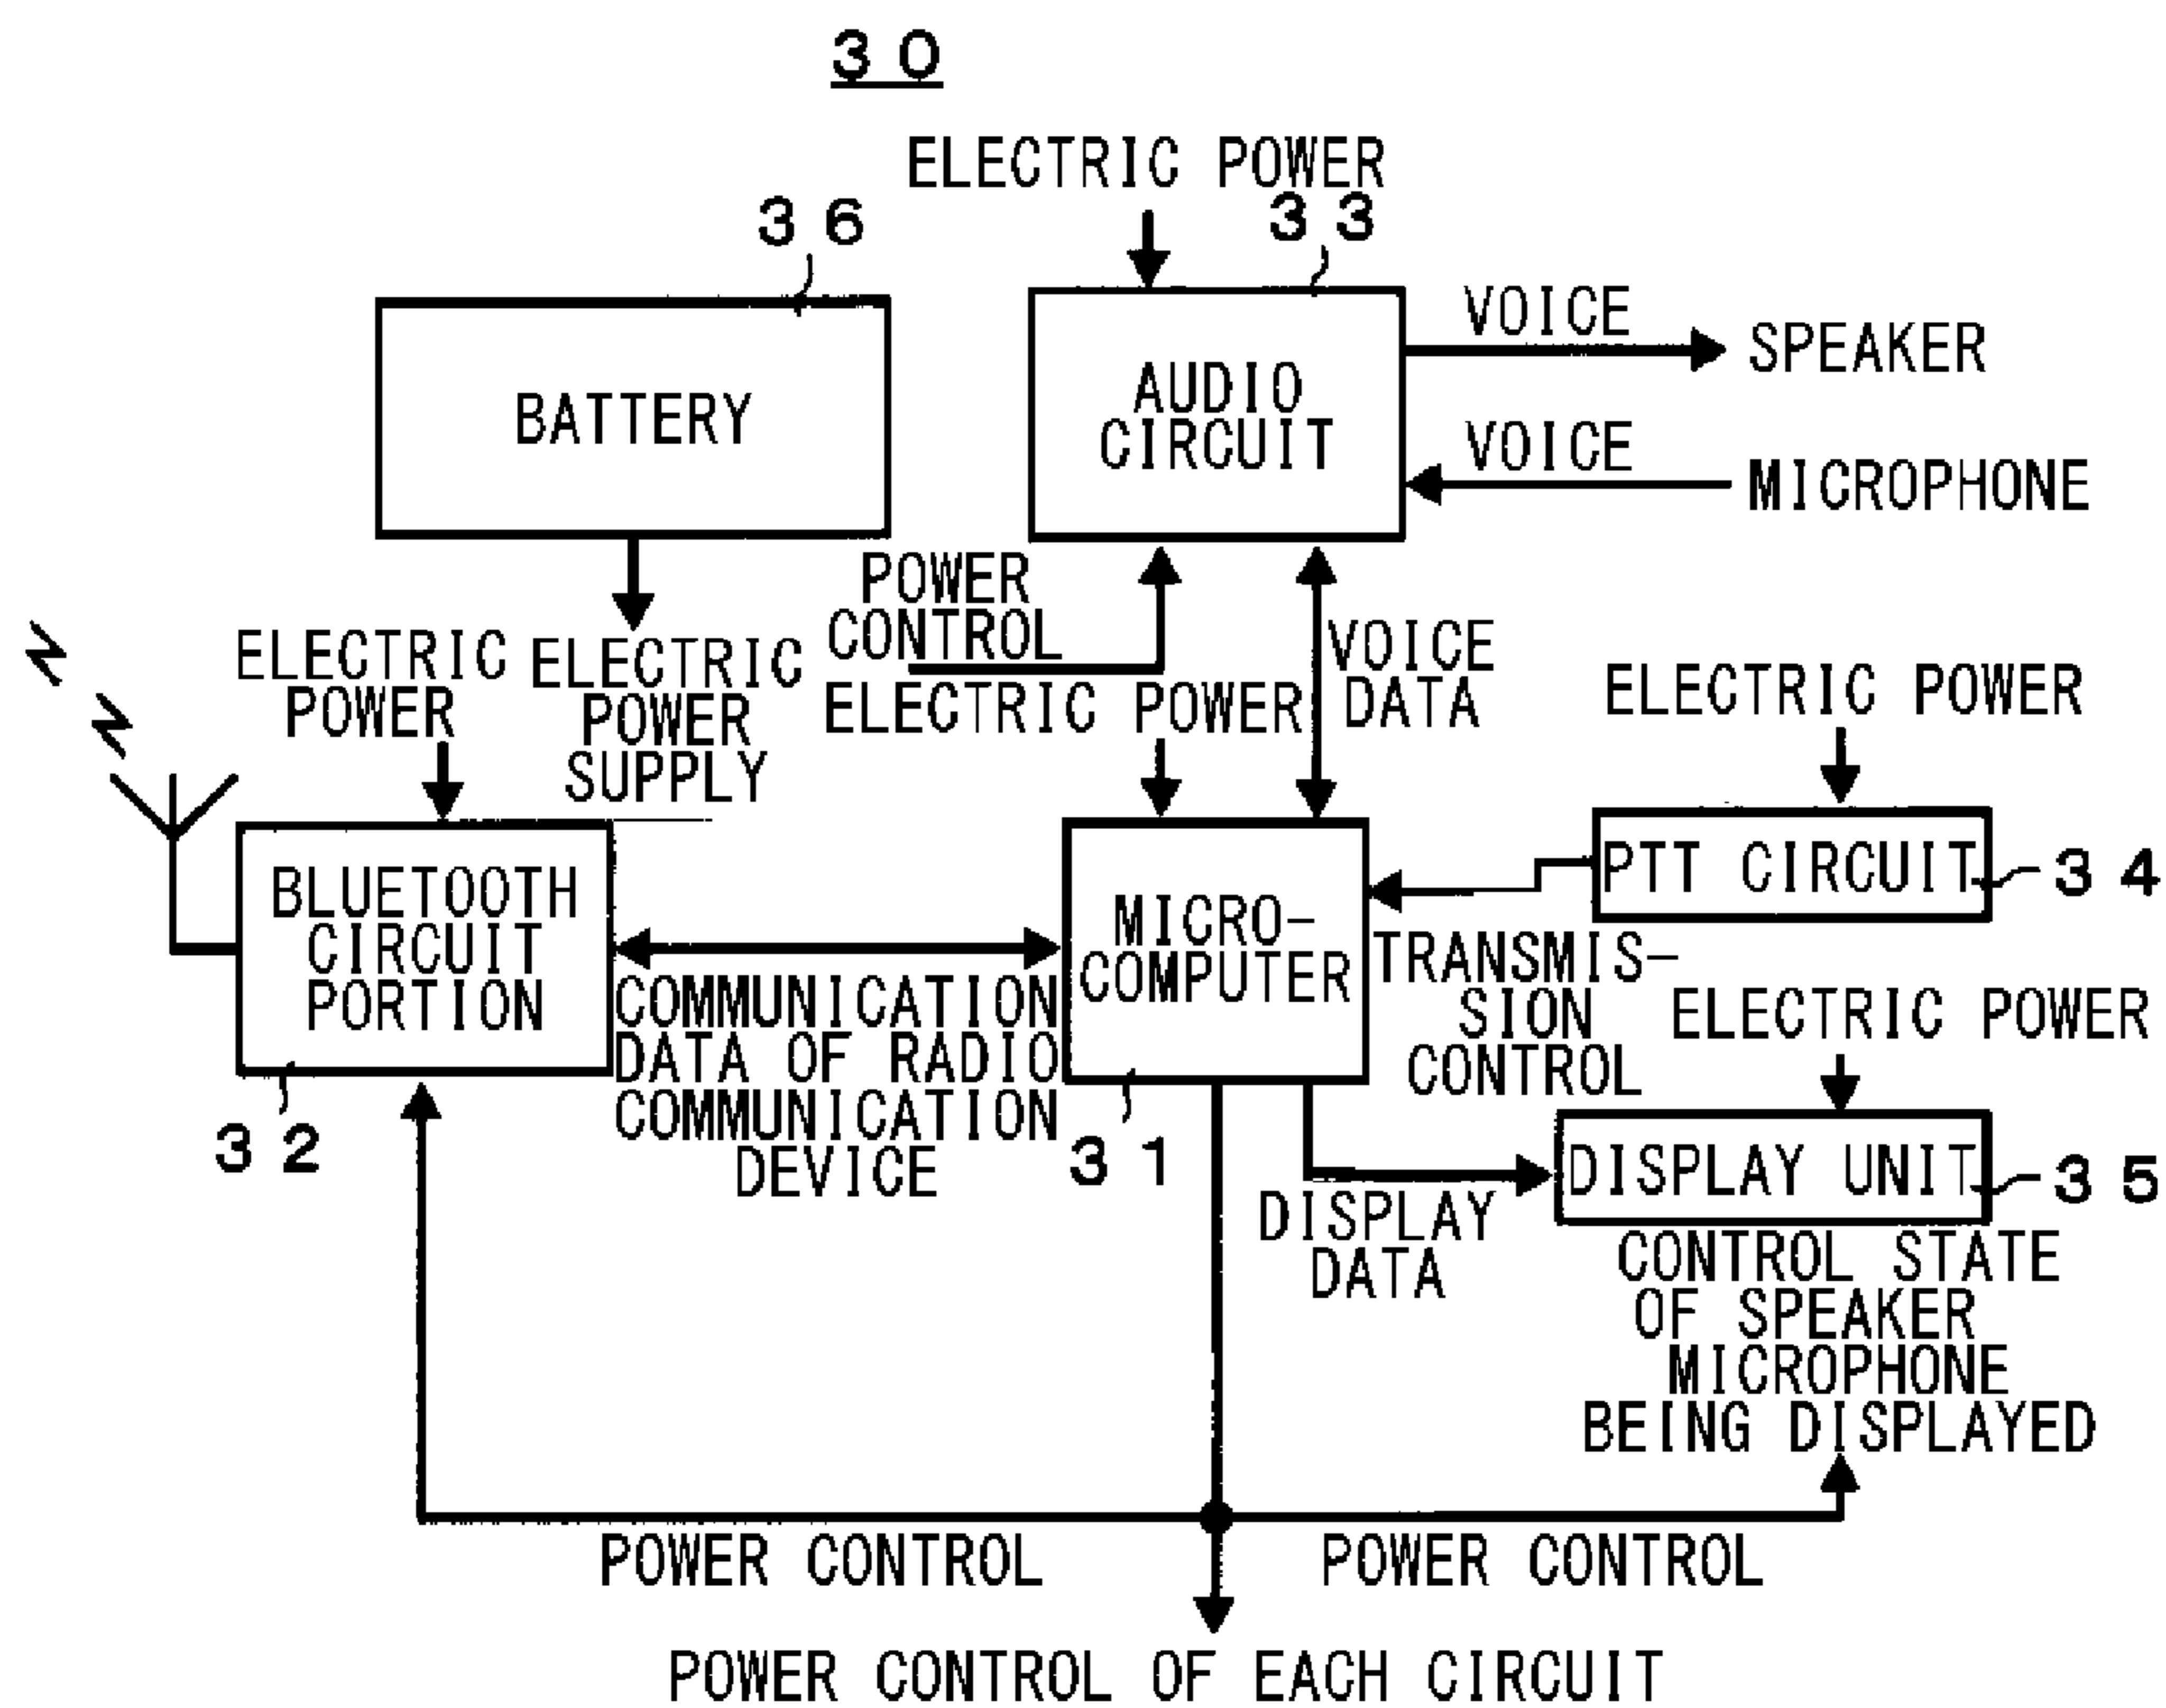 30
ELECTRIC POWER
36
33
BATTERY
AUDIO
CIRCUIT
VOICE
SPEAKER
VOICE
MICROPHONE
POWER
CONTROL
VOICE
DATA
ELECTRIC
POWER
ELECTRIC
POWER
SUPPLY
ELECTRIC POWER
ELECTRIC POWER
BLUETOOTH
CIRCUIT
PORTION
32
COMMUNICATION
DATA OF RADIO
COMMUNICATION
DEVICE
MICRO-
COMPUTER
31
PTT CIRCUIT
34
TRANSMIS-
SION
CONTROL
ELECTRIC POWER
DISPLAY UNIT
35
DISPLAY
DATA
CONTROL STATE
OF SPEAKER
MICROPHONE
BEING DISPLAYED
POWER CONTROL
POWER CONTROL
POWER CONTROL OF EACH CIRCUIT